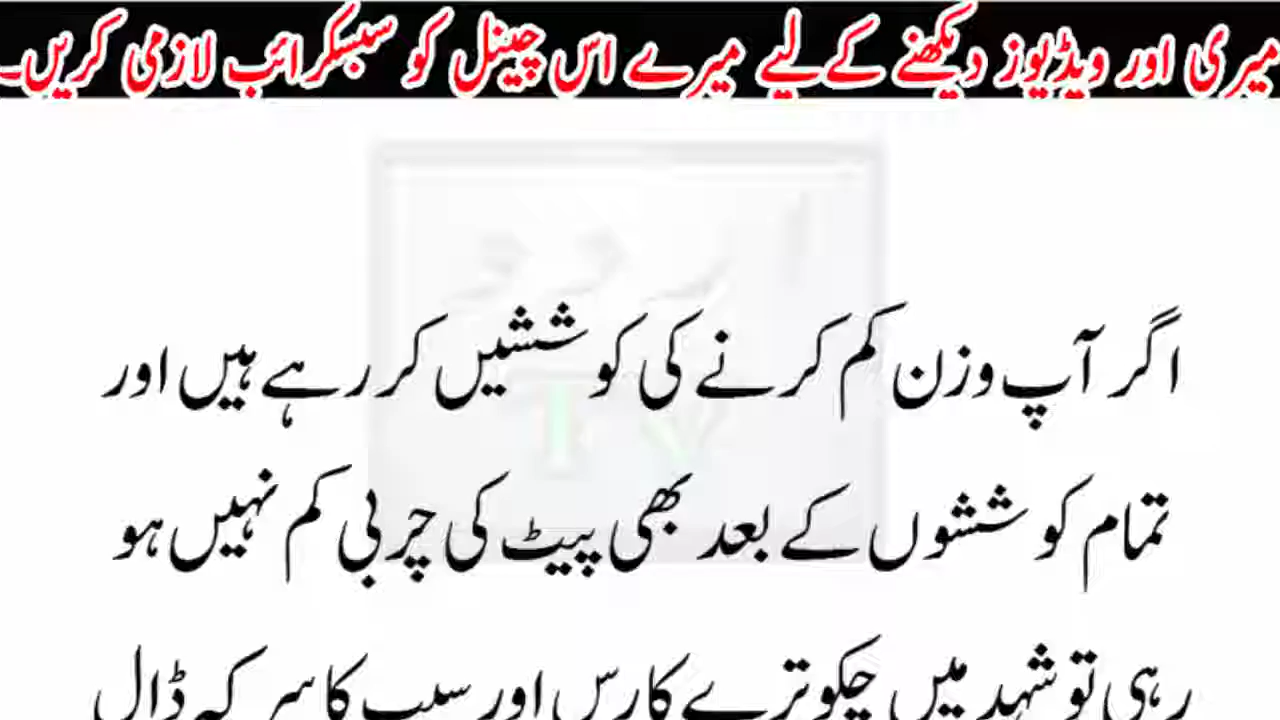 میری اور ویڈیوز دیکھنے کے لیے میرے اس چینل کو سبسکرائب لازمی کریں۔
اگر آپ وزن کم کرنے کی کوششیں کر رہے ہیں اور
تمام کوششوں کے بعد بھی پیٹ کی چربی کم نہیں ہو
رہی تو شہد میں چکوترے کا رس اور سیب کا سرکہ ڈال